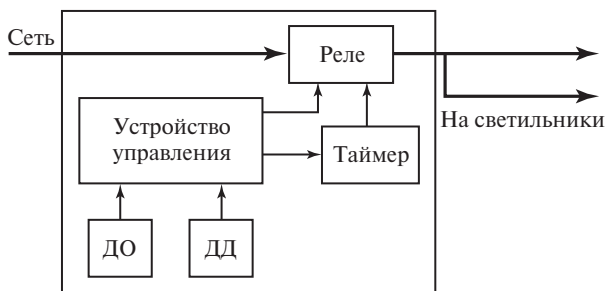 Сеть
Реле
Устройство
управления
Таймер
На светильники
ДО
ДД